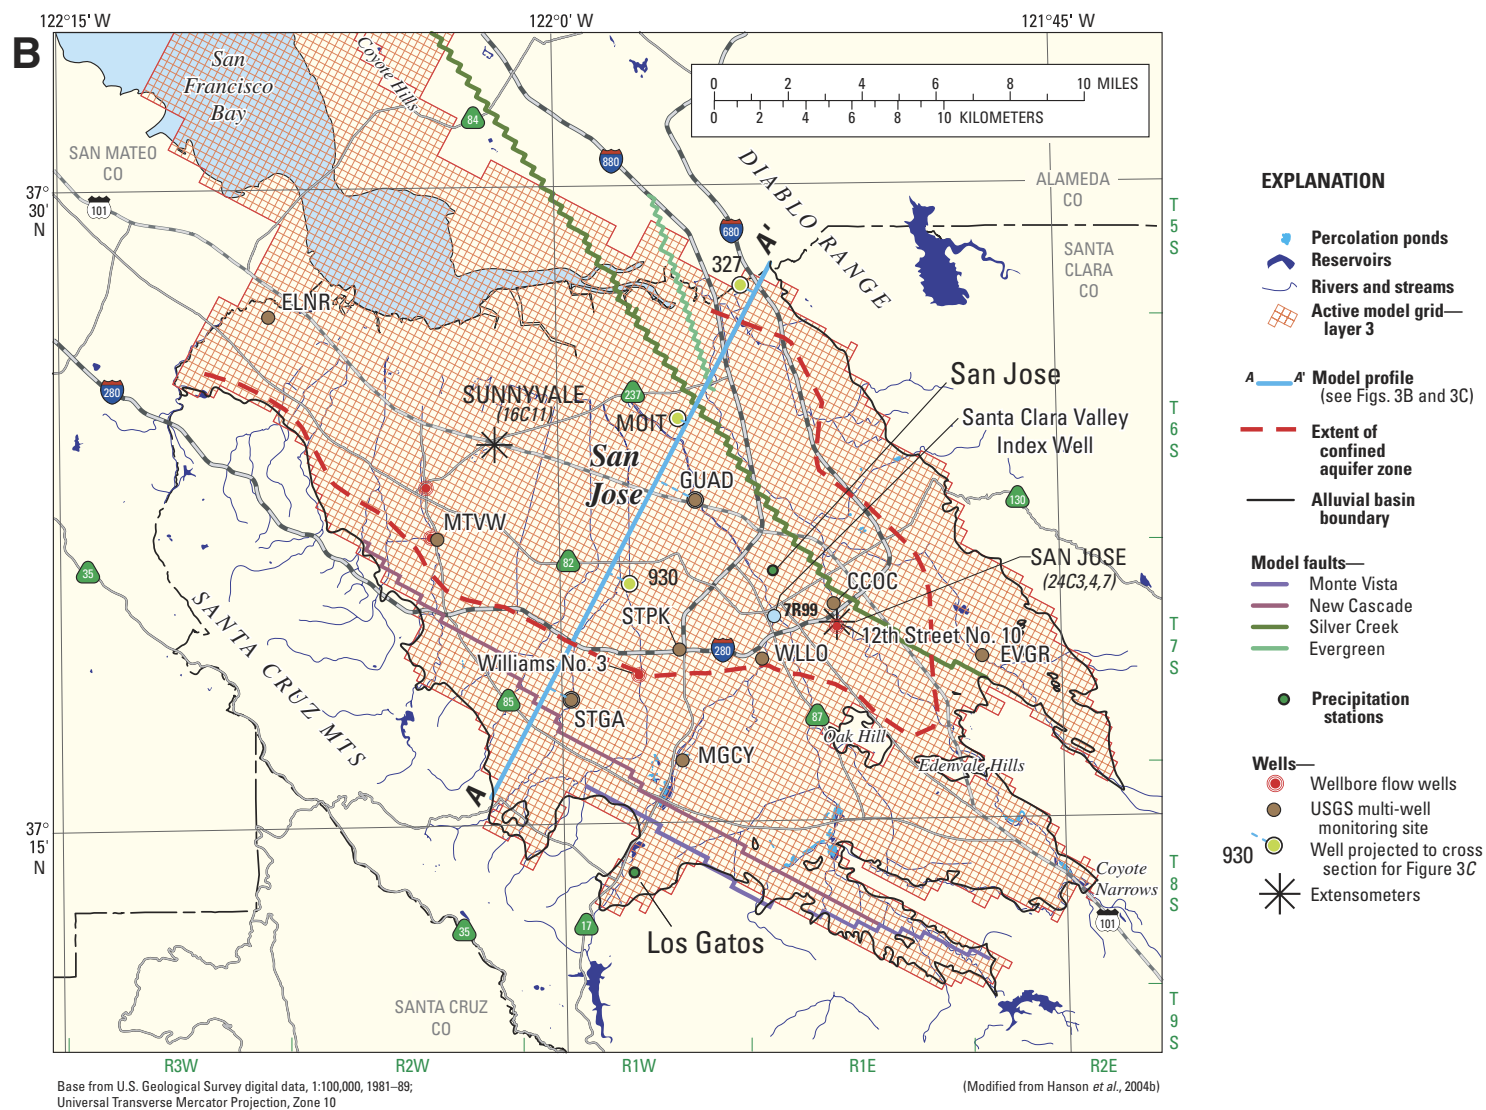 B
122°15' W
122°0' W
121°45' W
San
Francisco
Bay
Coyote Hills
84
0 2 4 6 8 10 MILES
0 2 4 6 8 10 KILOMETERS
SAN MATEO
CO
880
DIABLO RANGE
ALAMEDA
CO
37°
30'
N
101
T
5
S
680
A'
SANTA
CLARA
CO
327
ELNR
280
SUNNYVALE
(16C11)
237
MOIT
San Jose
Santa Clara Valley
Index Well
T
6
S
San
Jose
GUAD
130
MTVW
SAN JOSE
(24C3,4,7)
35
82
930
CCOC
7R99
STPK
12th Street No. 10
280
WLLO
EVGR
T
7
S
SANTA CRUZ MTS
Williams No. 3
85
STGA
87
Oak Hill
MGCY
Edenvale Hills
A
37°
15'
N
Coyote
Narrows
T
8
S
101
35
17
Los Gatos
SANTA CRUZ
CO
T
9
S
R3W
R2W
R1W
R1E
R2E
Base from U.S. Geological Survey digital data, 1:100,000, 1981–89;
Universal Transverse Mercator Projection, Zone 10
(Modified from Hanson et al., 2004b)
EXPLANATION
Percolation ponds
Reservoirs
Rivers and streams
Active model grid—
layer 3
A A' Model profile
(see Figs. 3B and 3C)
Extent of
confined
aquifer zone
Alluvial basin
boundary
Model faults—
Monte Vista
New Cascade
Silver Creek
Evergreen
Precipitation
stations
Wells—
Wellbore flow wells
USGS multi-well
monitoring site
930 Well projected to cross
section for Figure 3C
Extensometers